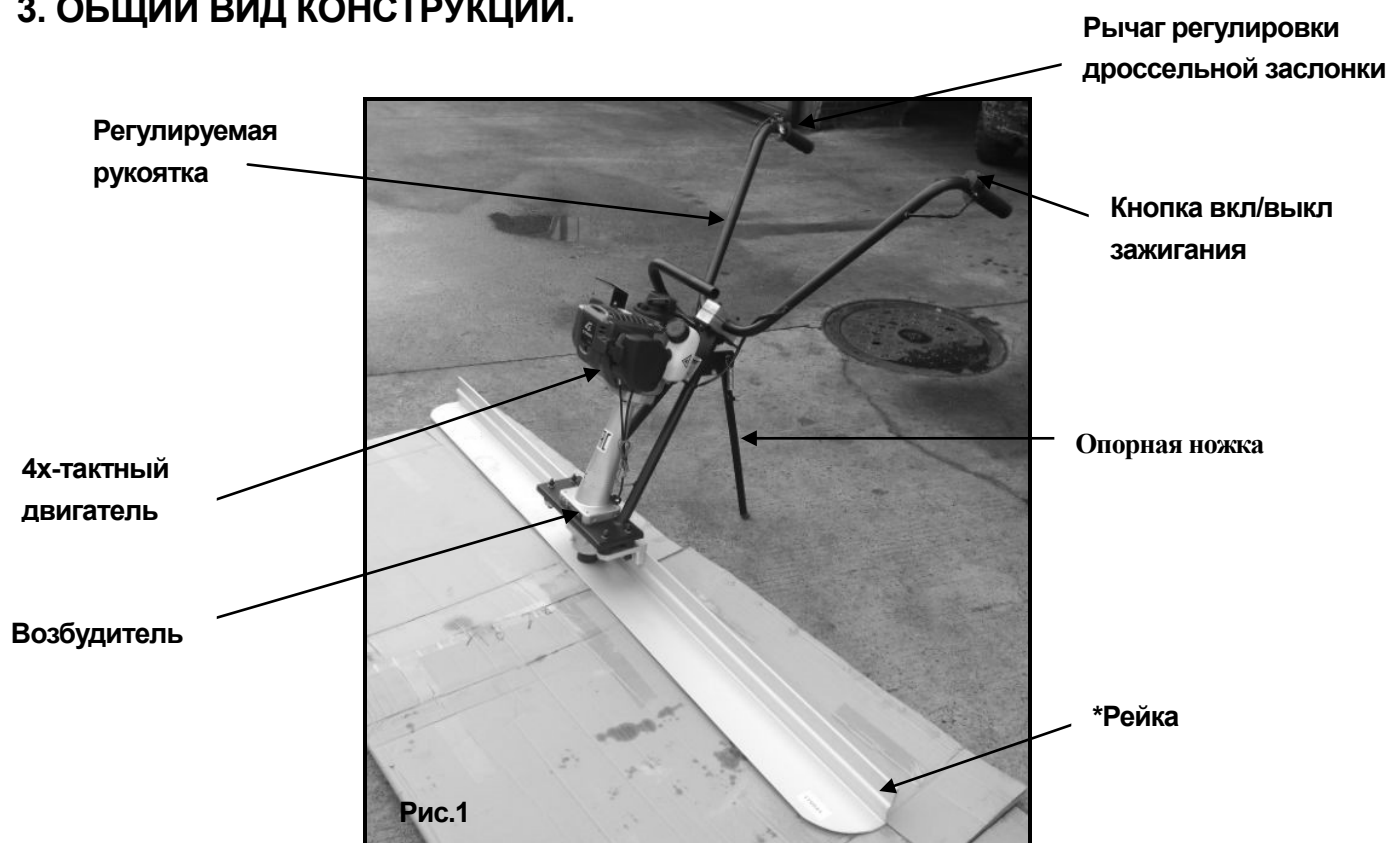 3. ОБЩИЙ ВИД КОНСТРУКЦИИ.
Рычаг регулировки
дроссельной заслонки
Регулируемая
рукоятка
Кнопка вкл/выкл
зажигания
4х-тактный
двигатель
Опорная ножка
Возбудитель
*Рейка
Рис.1